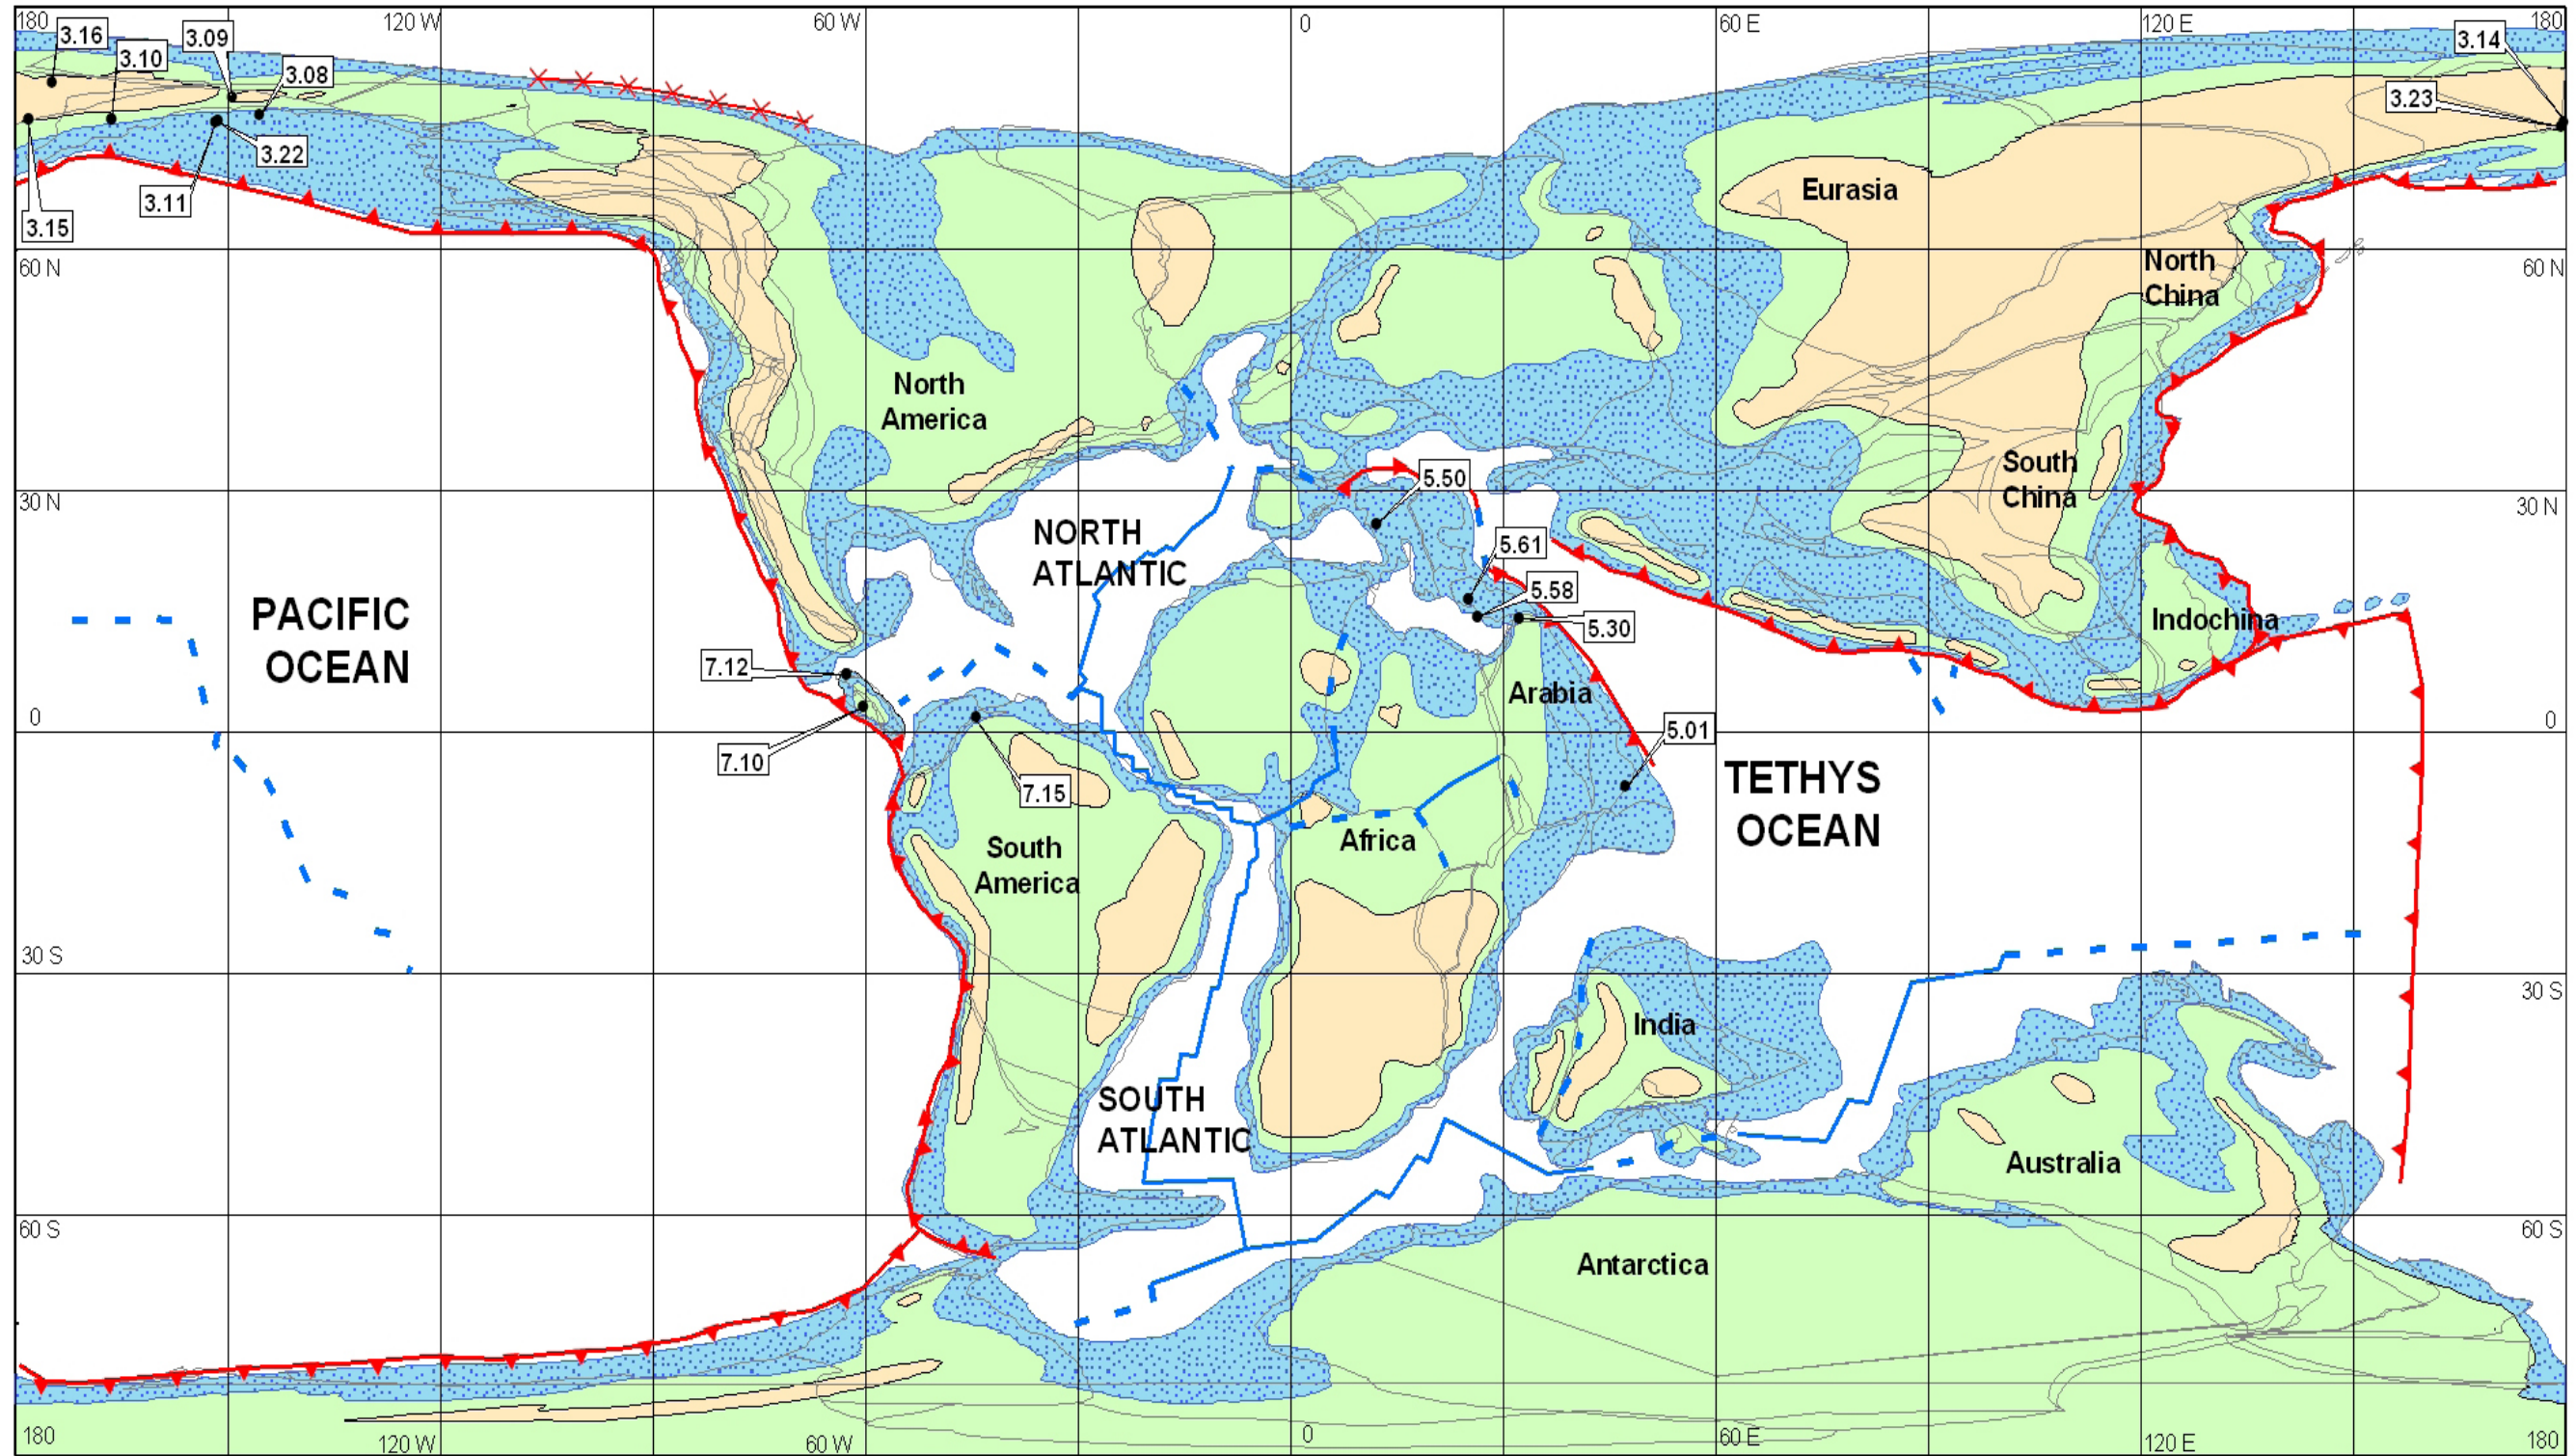 180
120 W
60 W
0
60 E
120 E
180
3.16
3.09
3.10
3.08
3.14
3.23
3.22
3.11
3.15
Eurasia
60 N
North
China
60 N
North
America
South
China
30 N
5.50
30 N
NORTH
ATLANTIC
5.61
5.58
5.30
Indochina
PACIFIC
OCEAN
7.12
Arabia
0
0
5.01
7.10
7.15
TETHYS
OCEAN
South
America
Africa
30 S
30 S
India
SOUTH
ATLANTIC
Australia
60 S
60 S
Antarctica
180
120 W
60 W
0
60 E
120 E
180